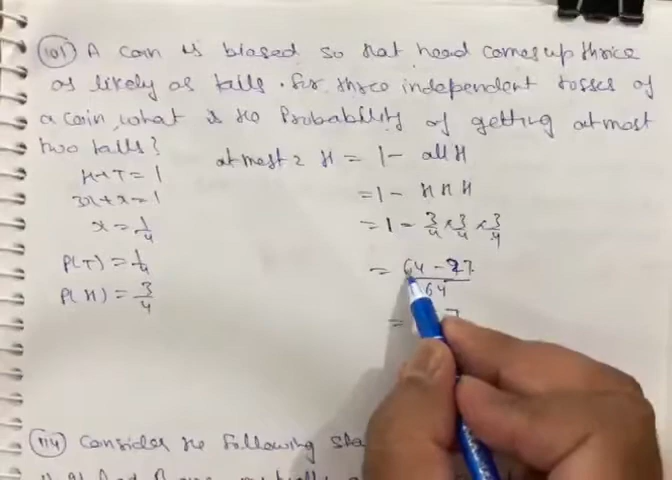 (101) A coin is biased so that head comes up thrice
as likely as tails. For three independent tosses of
a coin, what is the Probability of getting atmost
two tails?
at most 2 H = 1 - all H
H+T=1
= 1 - H H H
3x+x=1
= 1 - 3/4 × 3/4 × 3/4
x = 1/4
P(T) = 1/4
= 64 - 27 / 64
P(H) = 3/4
= 7
(114) Consider the following